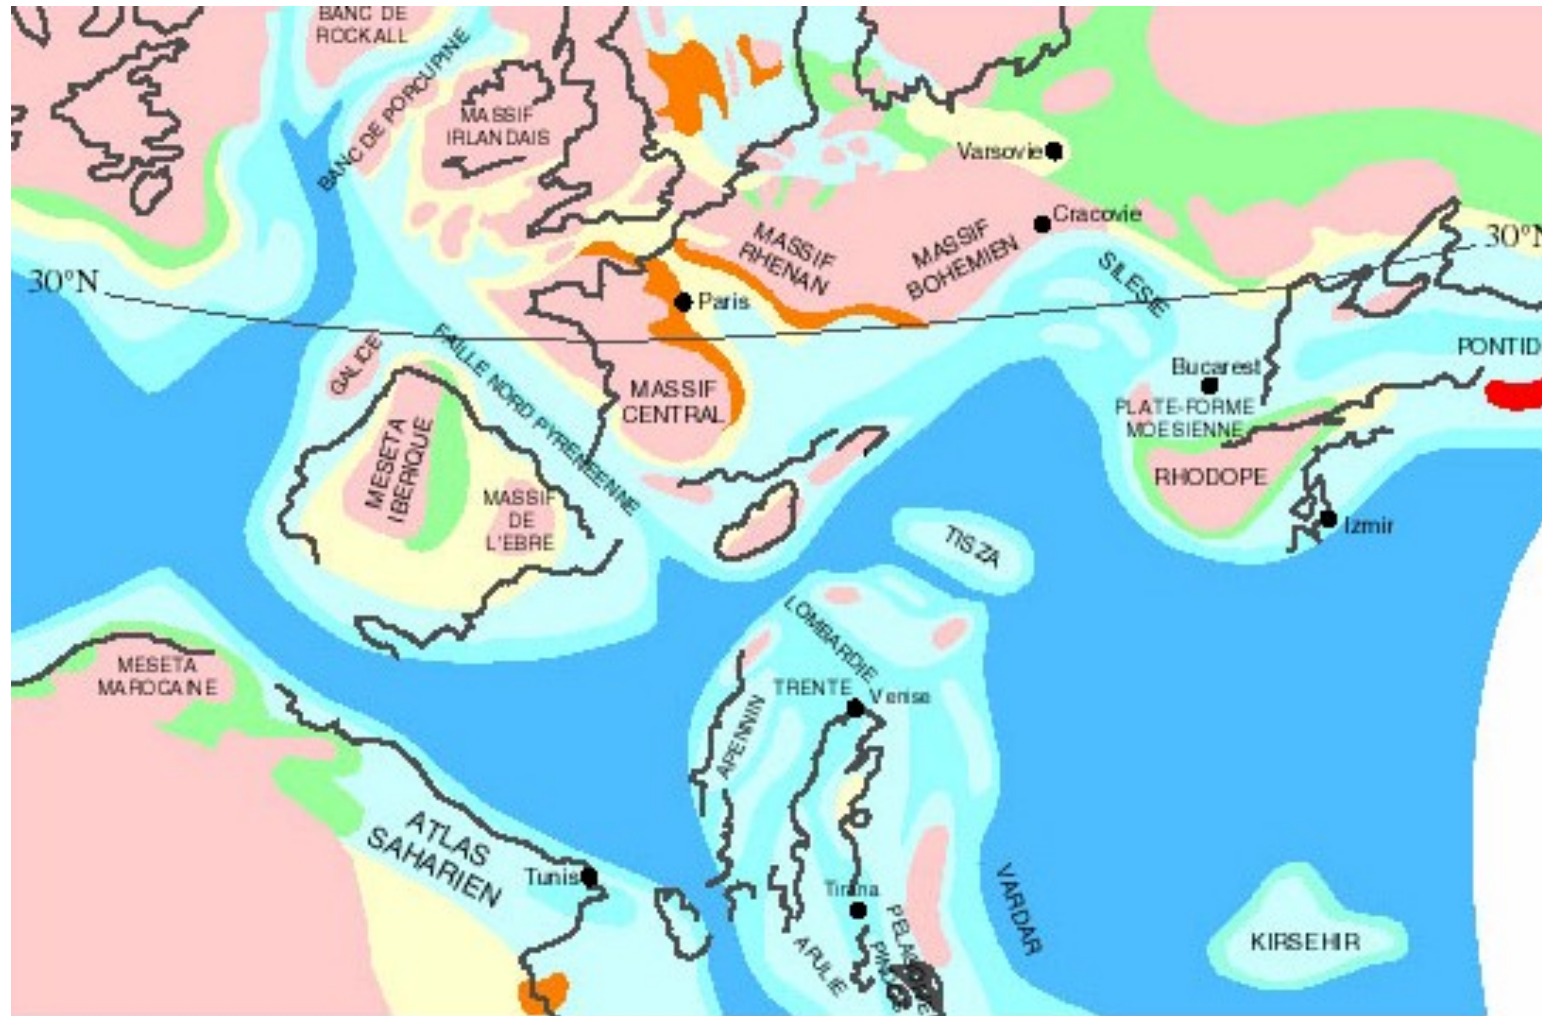 BANC DE
ROCKALL
BANC DE PORCUPINE
MASSIF
IRLANDAIS
Varsovie
Cracovie
MASSIF
RHENAN
MASSIF
BOHEMIEN
SILESIE
30°N
30°N
Paris
GALICE
FAILLE NORD PYRENEENNE
MASSIF
CENTRAL
PONTID
Bucarest
PLATE-FORME
MOESIENNE
RHODOPE
Izmir
MESETA
IBERIQUE
MASSIF
DE
L'EBRE
TISZA
LOMBARDIE
MESETA
MAROCAINE
TRENTE
Venise
APENNIN
ATLAS
SAHARIEN
Tunis
Tirana
VARDAR
APULIE
KIRSEHIR